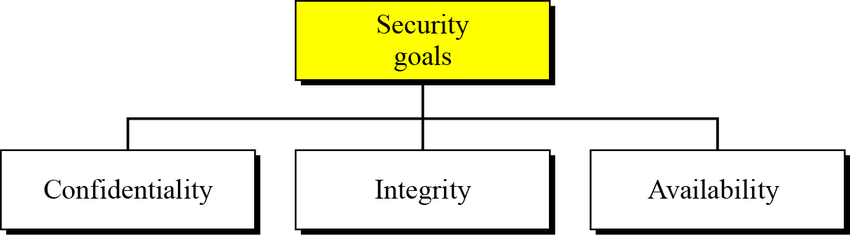 Security
goals
Confidentiality
Integrity
Availability